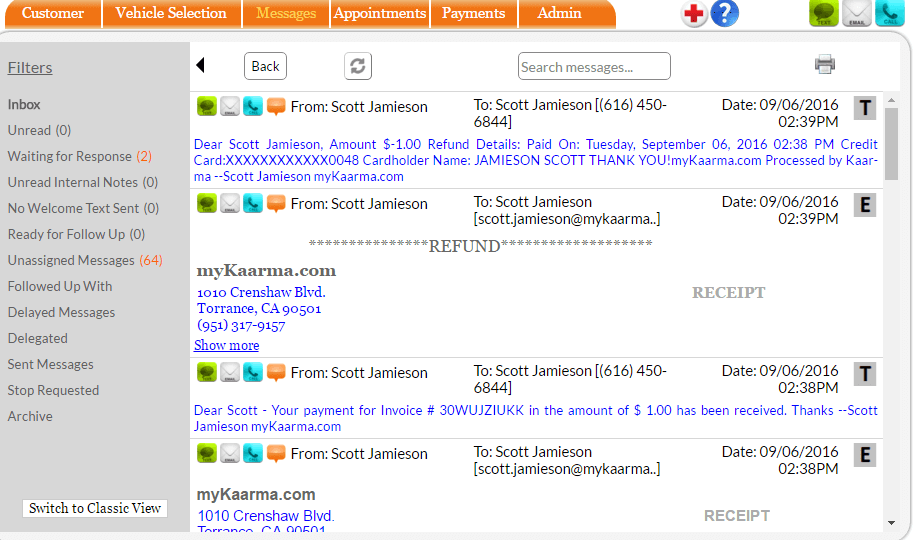 Customer Vehicle Selection Messages Appointments Payments Admin
TEXT EMAIL CALL
Filters
Back
Search messages...
Inbox
Unread (0)
Waiting for Response (2)
Unread Internal Notes (0)
No Welcome Text Sent (0)
Ready for Follow Up (0)
Unassigned Messages (64)
Followed Up With
Delayed Messages
Delegated
Sent Messages
Stop Requested
Archive
Switch to Classic View
From: Scott Jamieson To: Scott Jamieson [(616) 450- Date: 09/06/2016 T
6844] 02:39PM
Dear Scott Jamieson, Amount $-1.00 Refund Details: Paid On: Tuesday, September 06, 2016 02:38 PM Credit
Card:XXXXXXXXXXXX0048 Cardholder Name: JAMIESON SCOTT THANK YOU!myKaarma.com Processed by Kaar-
ma --Scott Jamieson myKaarma.com
From: Scott Jamieson To: Scott Jamieson Date: 09/06/2016 E
[scott.jamieson@mykaarma..] 02:39PM
***************REFUND*******************
myKaarma.com
1010 Crenshaw Blvd. RECEIPT
Torrance, CA 90501
(951) 317-9157
Show more
From: Scott Jamieson To: Scott Jamieson [(616) 450- Date: 09/06/2016 T
6844] 02:38PM
Dear Scott - Your payment for Invoice # 30WUJZIUKK in the amount of $ 1.00 has been received. Thanks --Scott
Jamieson myKaarma.com
From: Scott Jamieson To: Scott Jamieson Date: 09/06/2016 E
[scott.jamieson@mykaarma..] 02:38PM
myKaarma.com
1010 Crenshaw Blvd. RECEIPT
Torrance, CA 90501